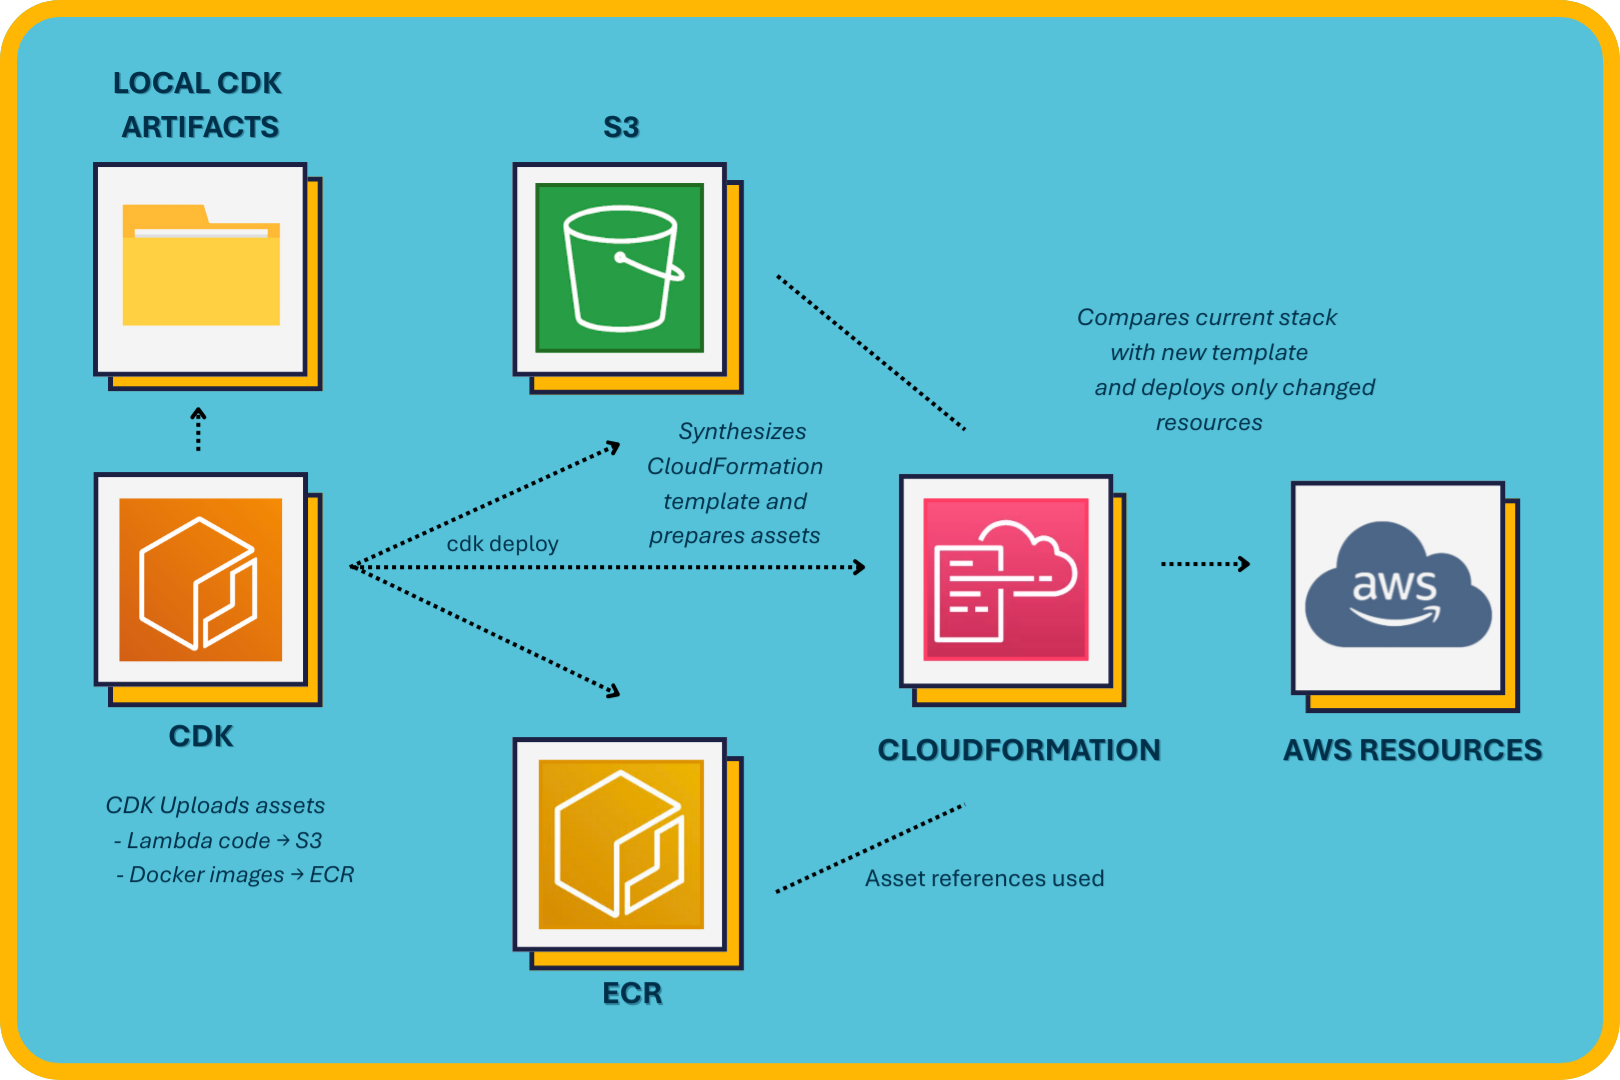 LOCAL CDK
ARTIFACTS
S3
Compares current stack
with new template
and deploys only changed
resources
Synthesizes
CloudFormation
template and
prepares assets
cdk deploy
aws
CDK
CLOUDFORMATION
AWS RESOURCES
CDK Uploads assets
- Lambda code → S3
- Docker images → ECR
Asset references used
ECR